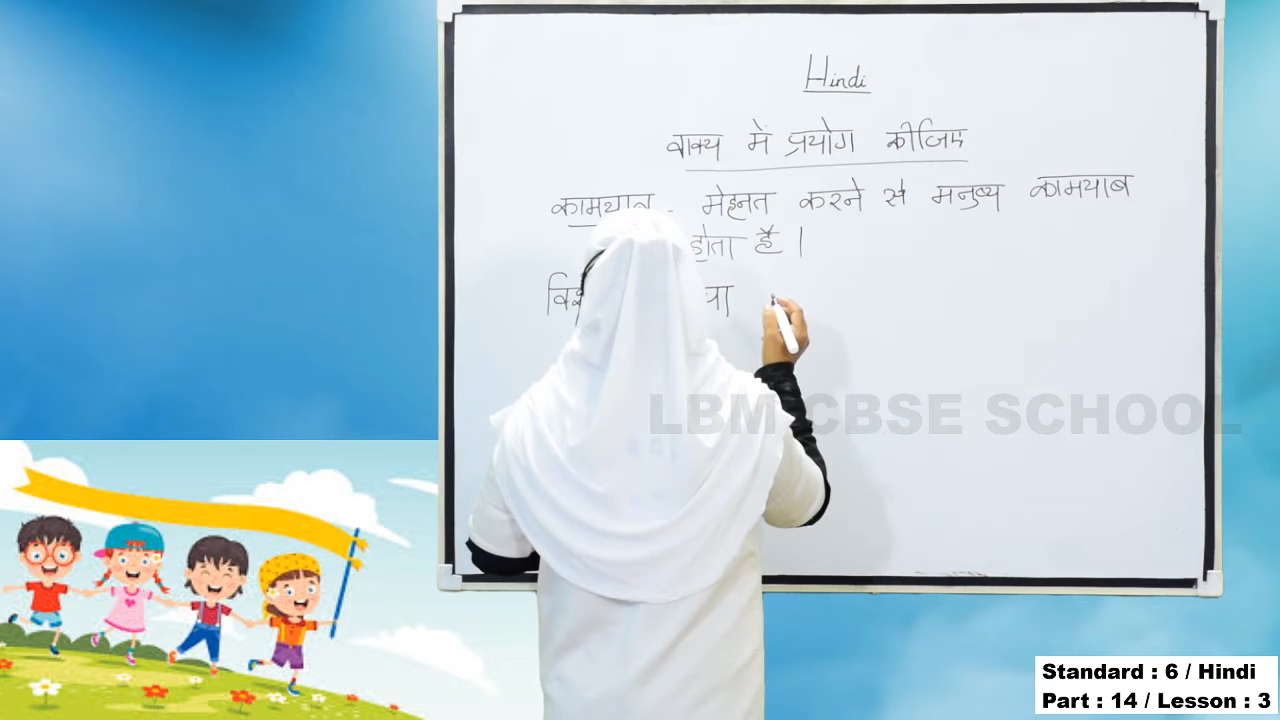 Hindi
वाक्य में प्रयोग कीजिए
कामयाब - मेहनत करने से मनुष्य कामयाब
होता है ।
LBM CBSE SCHOOL
Standard : 6 / Hindi
Part : 14 / Lesson : 3